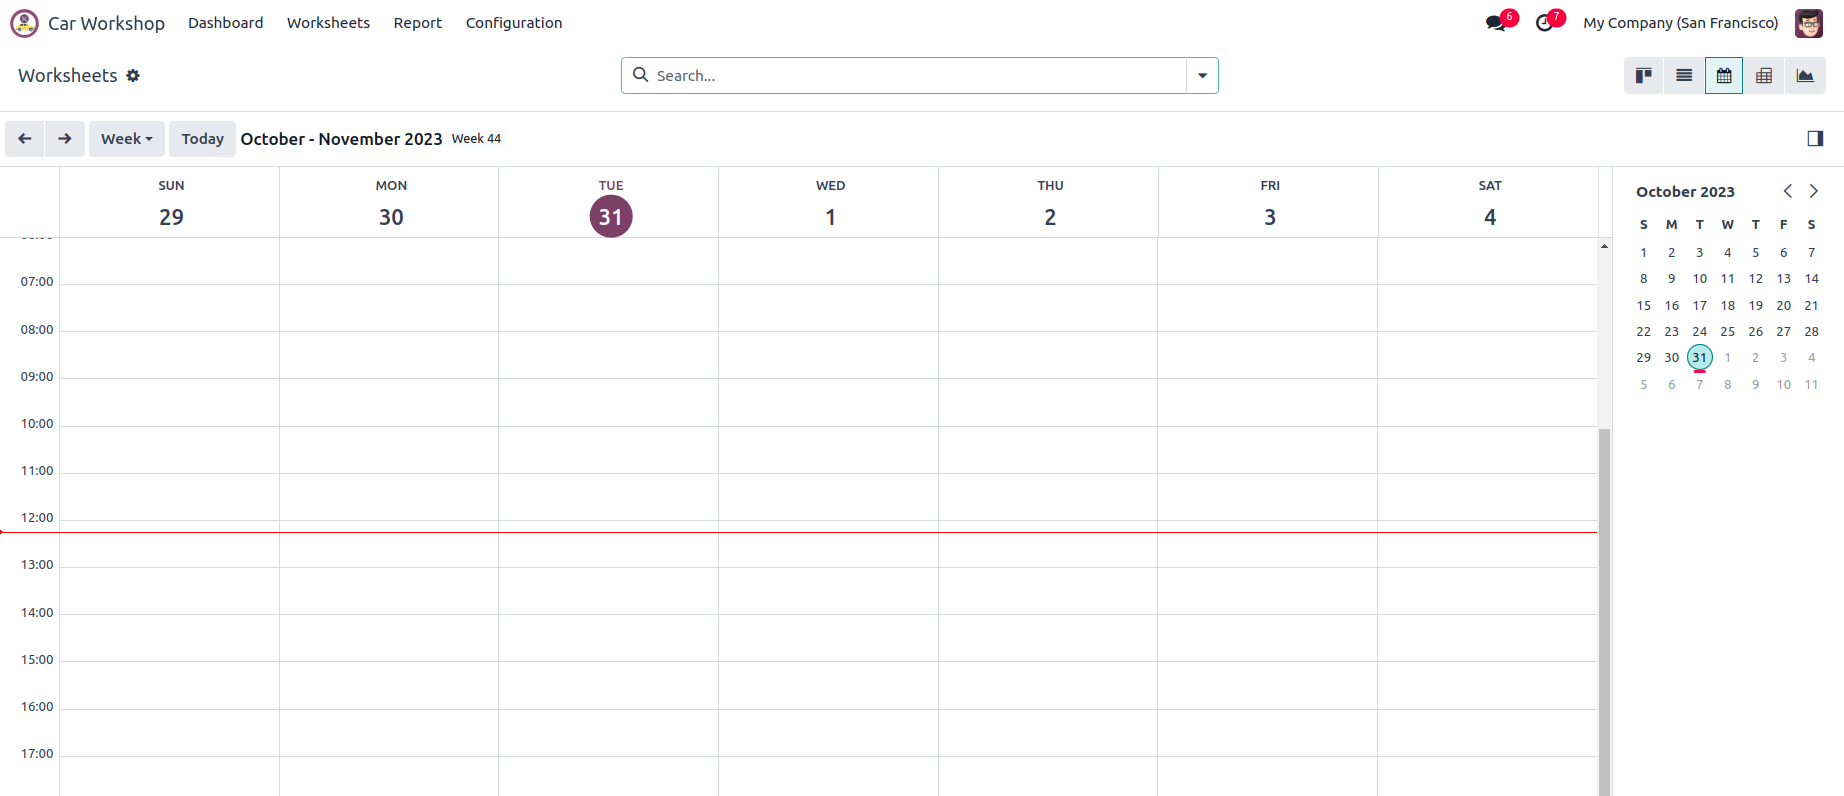 Car Workshop Dashboard Worksheets Report Configuration 6 7 My Company (San Francisco)
Worksheets Search...
Week Today October - November 2023 Week 44
SUN MON TUE WED THU FRI SAT
29 30 31 1 2 3 4
07:00
08:00
09:00
10:00
11:00
12:00
13:00
14:00
15:00
16:00
17:00
October 2023
S M T W T F S
1 2 3 4 5 6 7
8 9 10 11 12 13 14
15 16 17 18 19 20 21
22 23 24 25 26 27 28
29 30 31 1 2 3 4
5 6 7 8 9 10 11